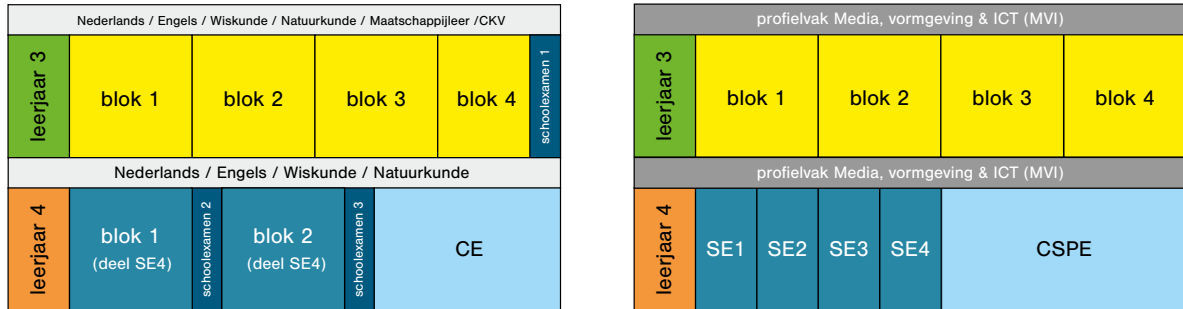 Nederlands / Engels / Wiskunde / Natuurkunde / Maatschappijleer /CKV
leerjaar 3
blok 1
blok 2
blok 3
blok 4
schoolexamen 1
Nederlands / Engels / Wiskunde / Natuurkunde
leerjaar 4
blok 1
(deel SE4)
schoolexamen 2
blok 2
(deel SE4)
schoolexamen 3
CE
profielvak Media, vormgeving & ICT (MVI)
leerjaar 3
blok 1
blok 2
blok 3
blok 4
profielvak Media, vormgeving & ICT (MVI)
leerjaar 4
SE1
SE2
SE3
SE4
CSPE